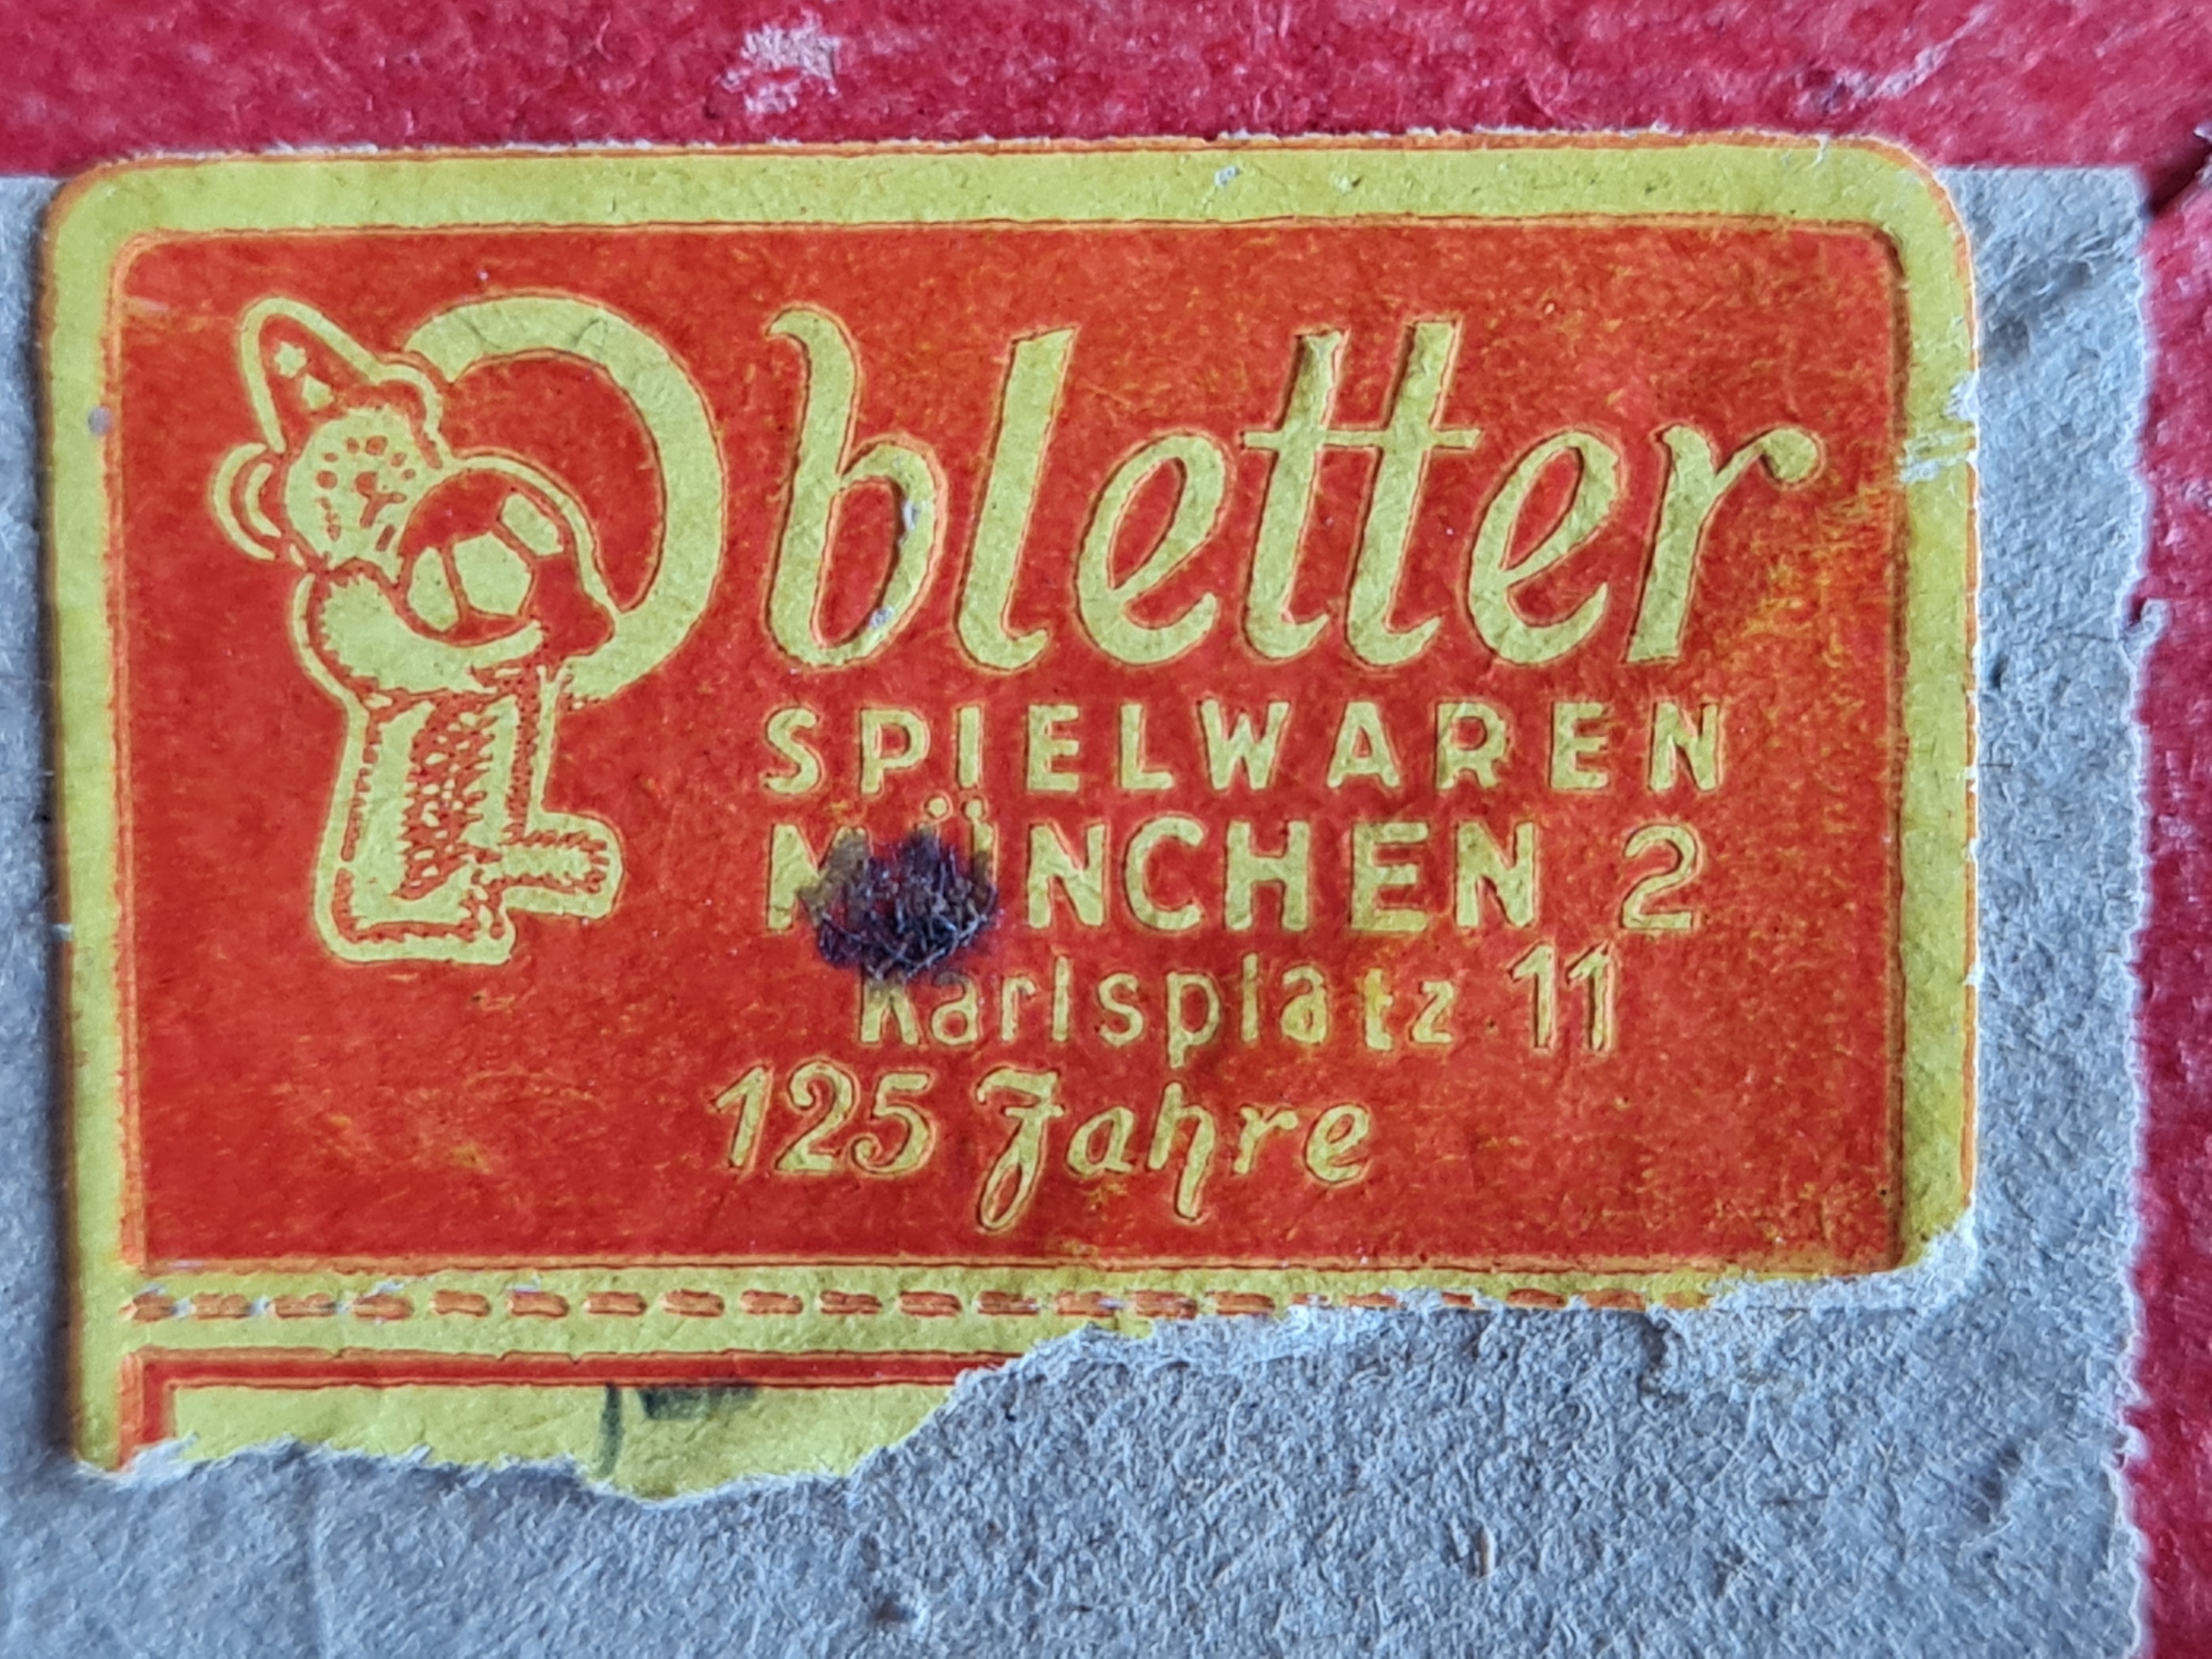 Obletter
SPIELWAREN
MÜNCHEN 2
Karlsplatz 11
125 Jahre